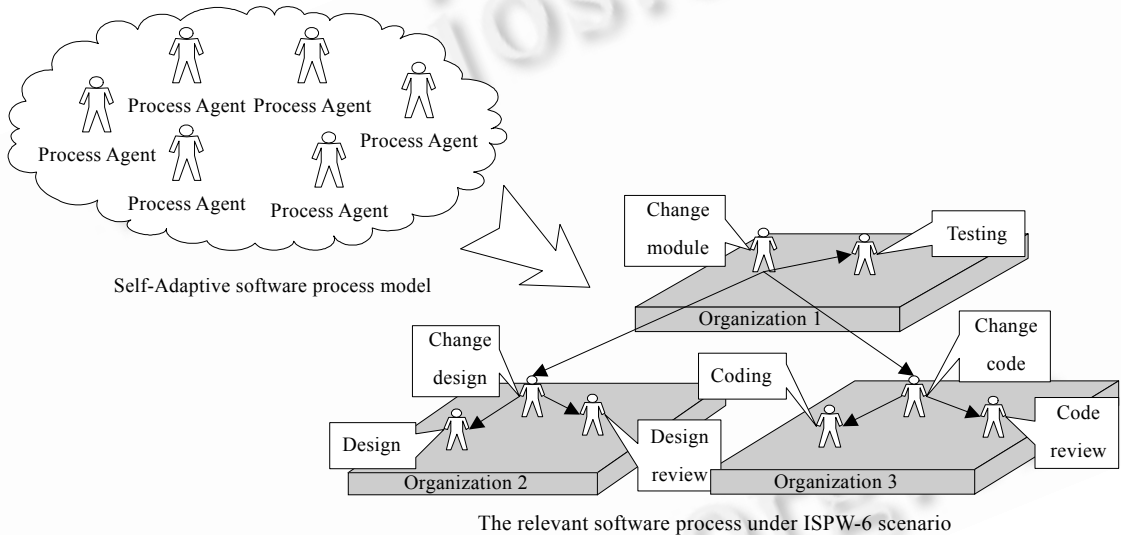 Process Agent Process Agent
Process Agent
Process Agent
Process Agent
Process Agent
Self-Adaptive software process model
Change
module
Testing
Organization 1
Change
design
Design
Design
review
Organization 2
Coding
Change
code
Code
review
Organization 3
The relevant software process under ISPW-6 scenario